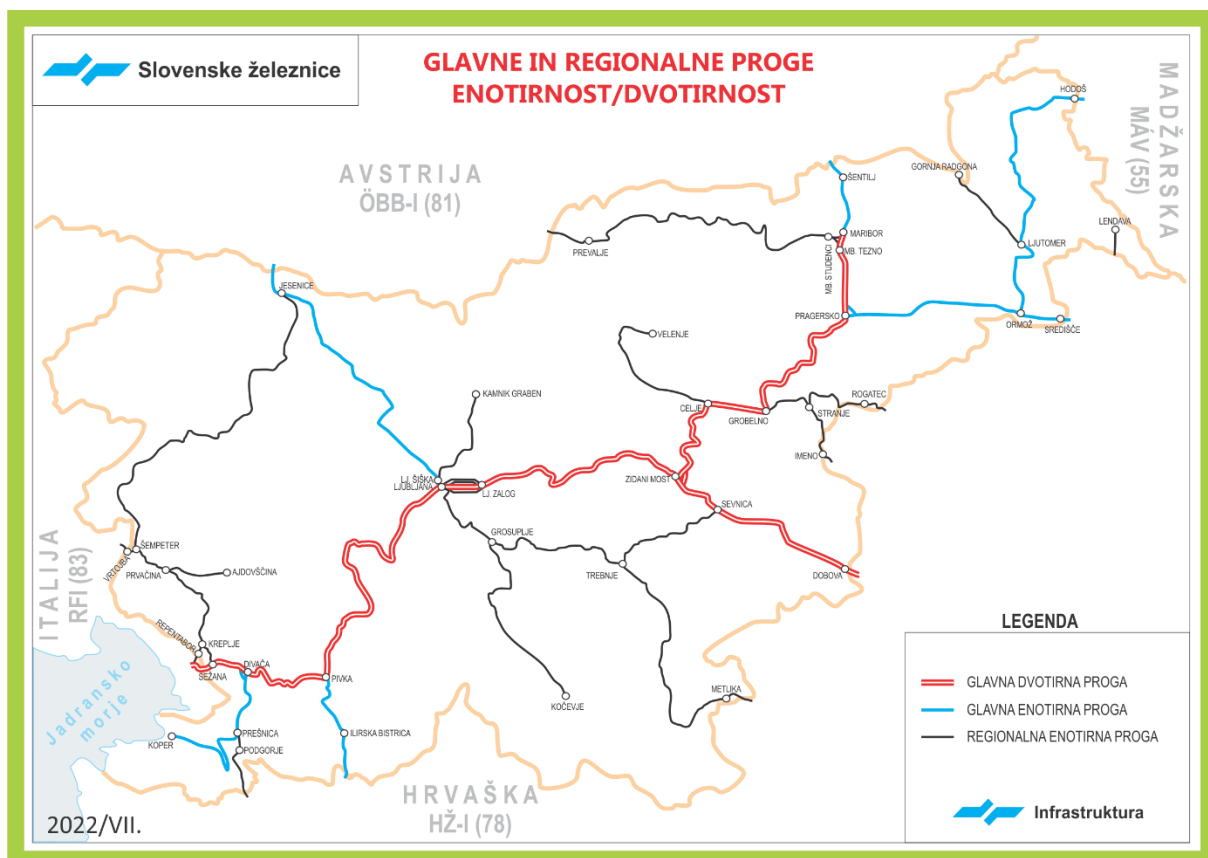 Slovenske železnice
GLAVNE IN REGIONALNE PROGE
ENOTIRNOST/DVOTIRNOST
MADŽARSKA
MÁV (55)
AVSTRIJA
ÖBB-I (81)
HODOŠ
GORNJA RADGONA
ŠENTILJ
LENDAVA
MARIBOR
PREVALJE
LJUTOMER
MB. TEZNO
MB. STUDENCI
JESENICE
PRAGERSKO
ORMOŽ
SREDIŠČE
VELENJE
KAMNIK GRABEN
ROGATEC
CELJE
STRANJE
GROBELNO
IMENO
LJ. ŠIŠKA
LJUBLJANA
LJ. ZALOG
ZIDANI MOST
SEVNICA
GROSUPLJE
ŠEMPETER
VRTOJBA
PRVAČINA
AJDOVŠČINA
TREBNJE
DOBOVA
ITALIJA
RFI (83)
REPENTABOR
KREPLJE
SEŽANA
DIVAČA
PIVKA
METLIKA
KOČEVJE
Jadransko
morje
KOPER
PREŠNICA
PODGORJE
ILIRSKA BISTRICA
HRVAŠKA
HŽ-I (78)
2022/VII.
LEGENDA
GLAVNA DVOTIRNA PROGA
GLAVNA ENOTIRNA PROGA
REGIONALNA ENOTIRNA PROGA
Infrastruktura